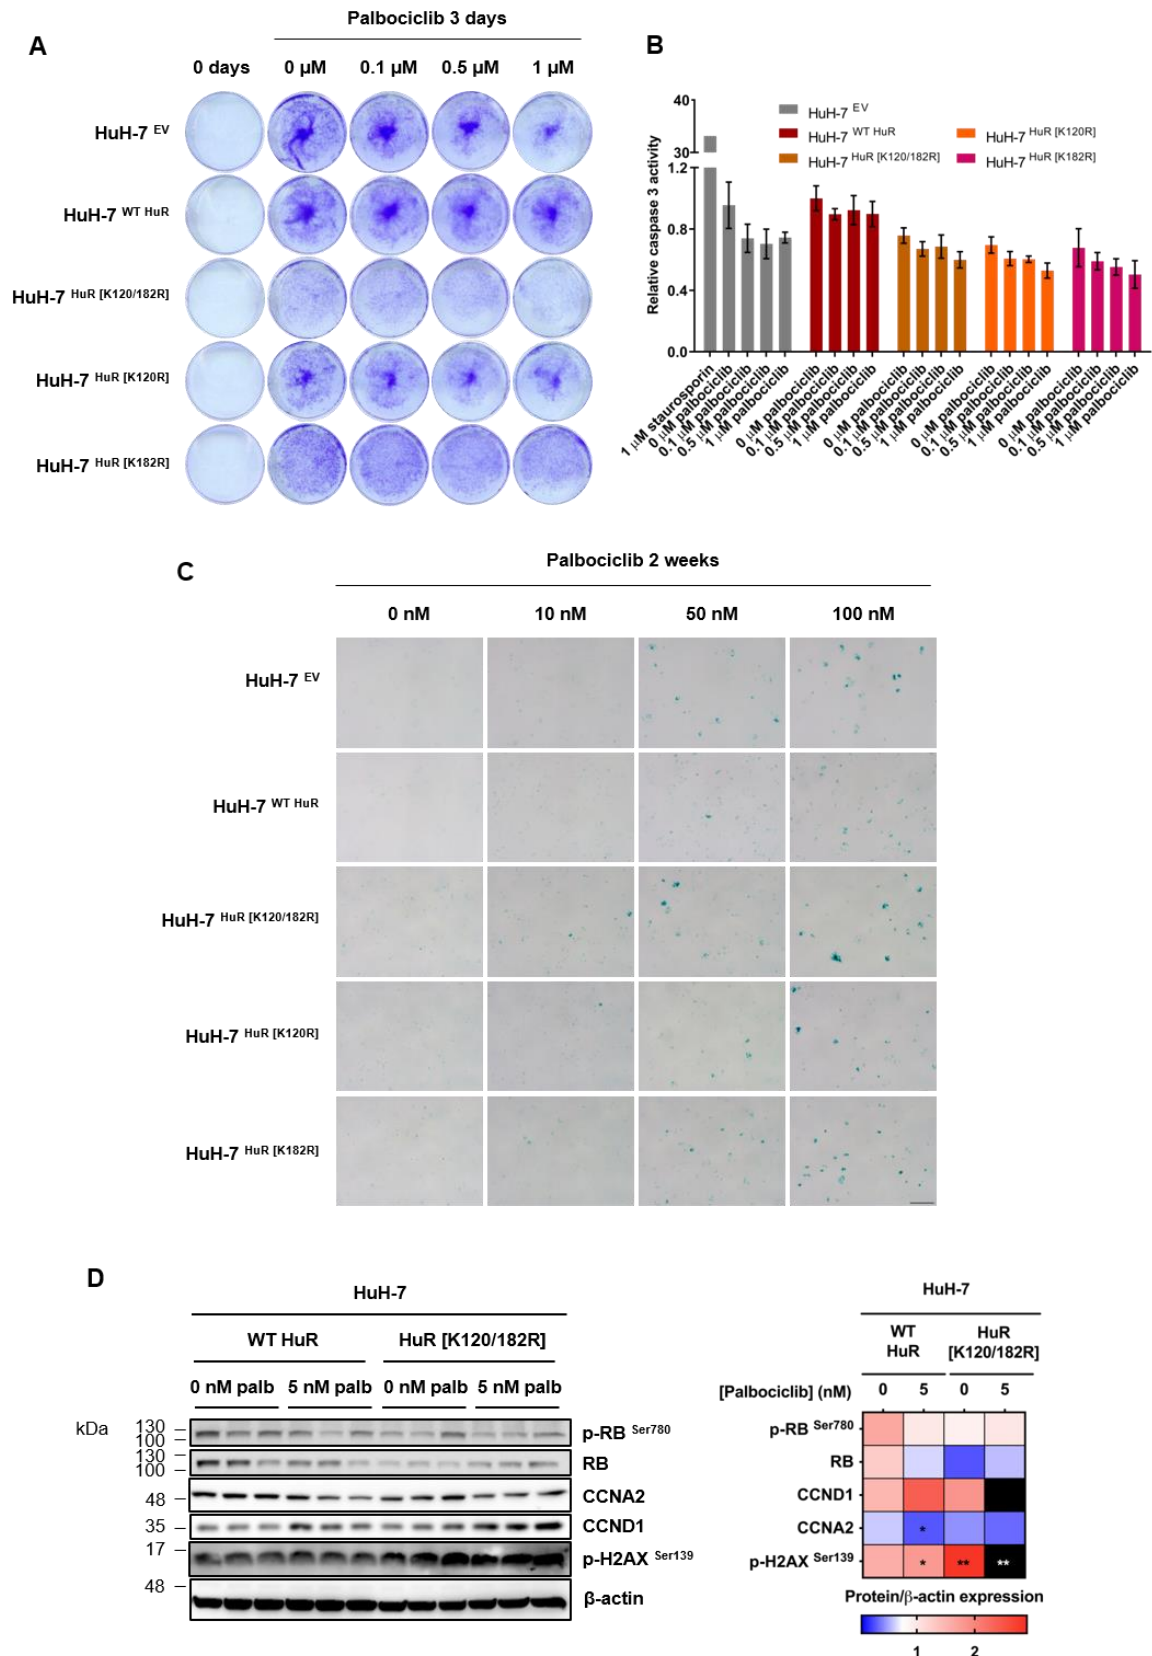 A
Palbociclib 3 days
0 days
0 µM
0.1 µM
0.5 µM
1 µM
HuH-7 EV
HuH-7 WT HuR
HuH-7 HuR [K120/182R]
HuH-7 HuR [K120R]
HuH-7 HuR [K182R]
B
Relative caspase 3 activity
40
30
1.2
0.8
0.4
0.0
HuH-7 EV
HuH-7 WT HuR
HuH-7 HuR [K120/182R]
HuH-7 HuR [K120R]
HuH-7 HuR [K182R]
1 µM staurosporin
0 µM palbociclib
0.1 µM palbociclib
0.5 µM palbociclib
1 µM palbociclib
0 µM palbociclib
0.1 µM palbociclib
0.5 µM palbociclib
1 µM palbociclib
0 µM palbociclib
0.1 µM palbociclib
0.5 µM palbociclib
1 µM palbociclib
0 µM palbociclib
0.1 µM palbociclib
0.5 µM palbociclib
1 µM palbociclib
0 µM palbociclib
0.1 µM palbociclib
0.5 µM palbociclib
1 µM palbociclib
C
Palbociclib 2 weeks
0 nM
10 nM
50 nM
100 nM
HuH-7 EV
HuH-7 WT HuR
HuH-7 HuR [K120/182R]
HuH-7 HuR [K120R]
HuH-7 HuR [K182R]
D
HuH-7
WT HuR
HuR [K120/182R]
0 nM palb
5 nM palb
0 nM palb
5 nM palb
kDa
130
100
p-RB Ser780
130
100
RB
48
CCNA2
35
CCND1
17
p-H2AX Ser139
48
β-actin
HuH-7
WT
HuR
HuR
[K120/182R]
[Palbociclib] (nM)
0
5
0
5
p-RB Ser780
RB
CCND1
CCNA2
*
p-H2AX Ser139
*
**
**
Protein/β-actin expression
1
2